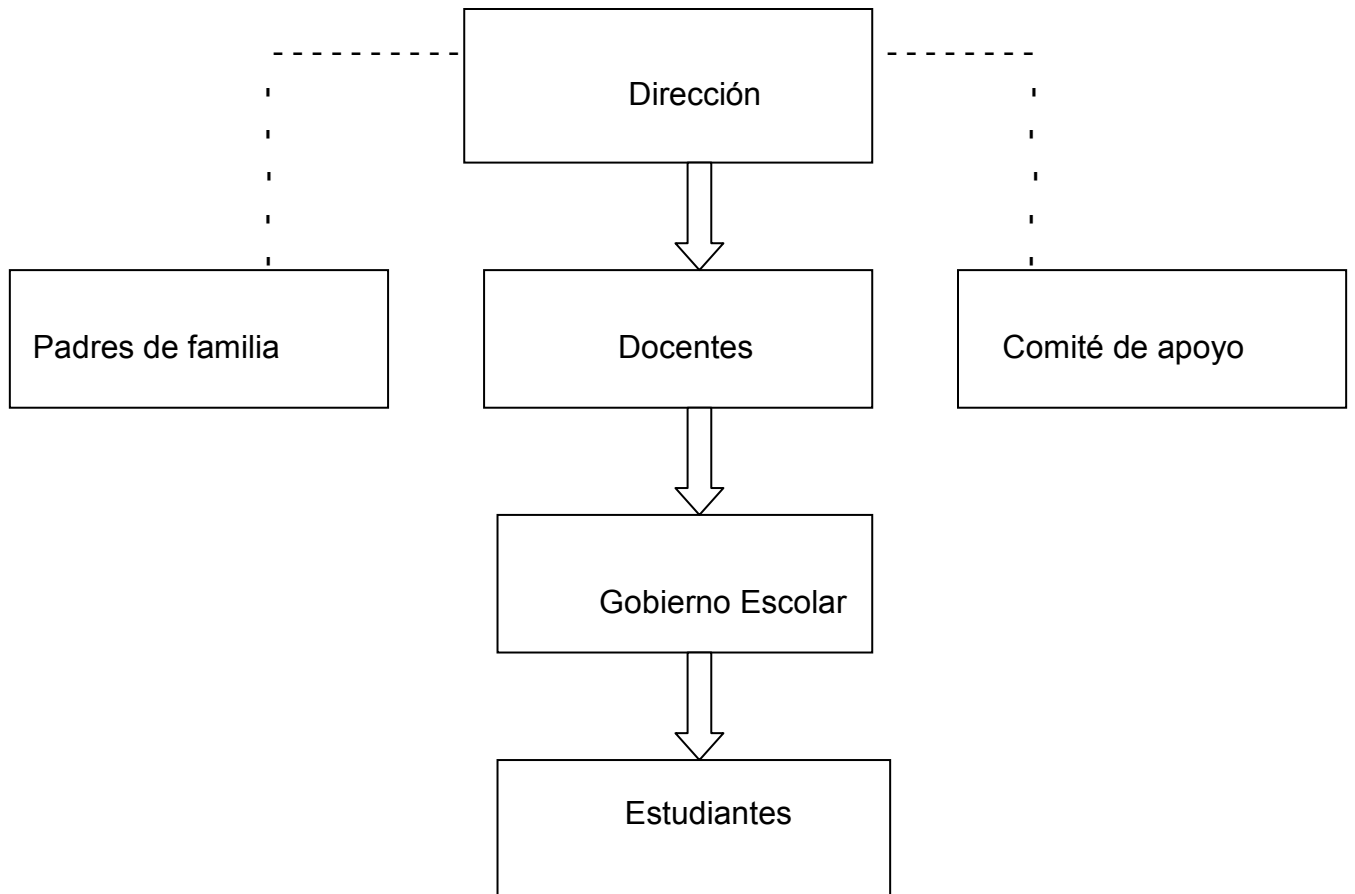 Dirección
Padres de familia
Docentes
Comité de apoyo
Gobierno Escolar
Estudiantes